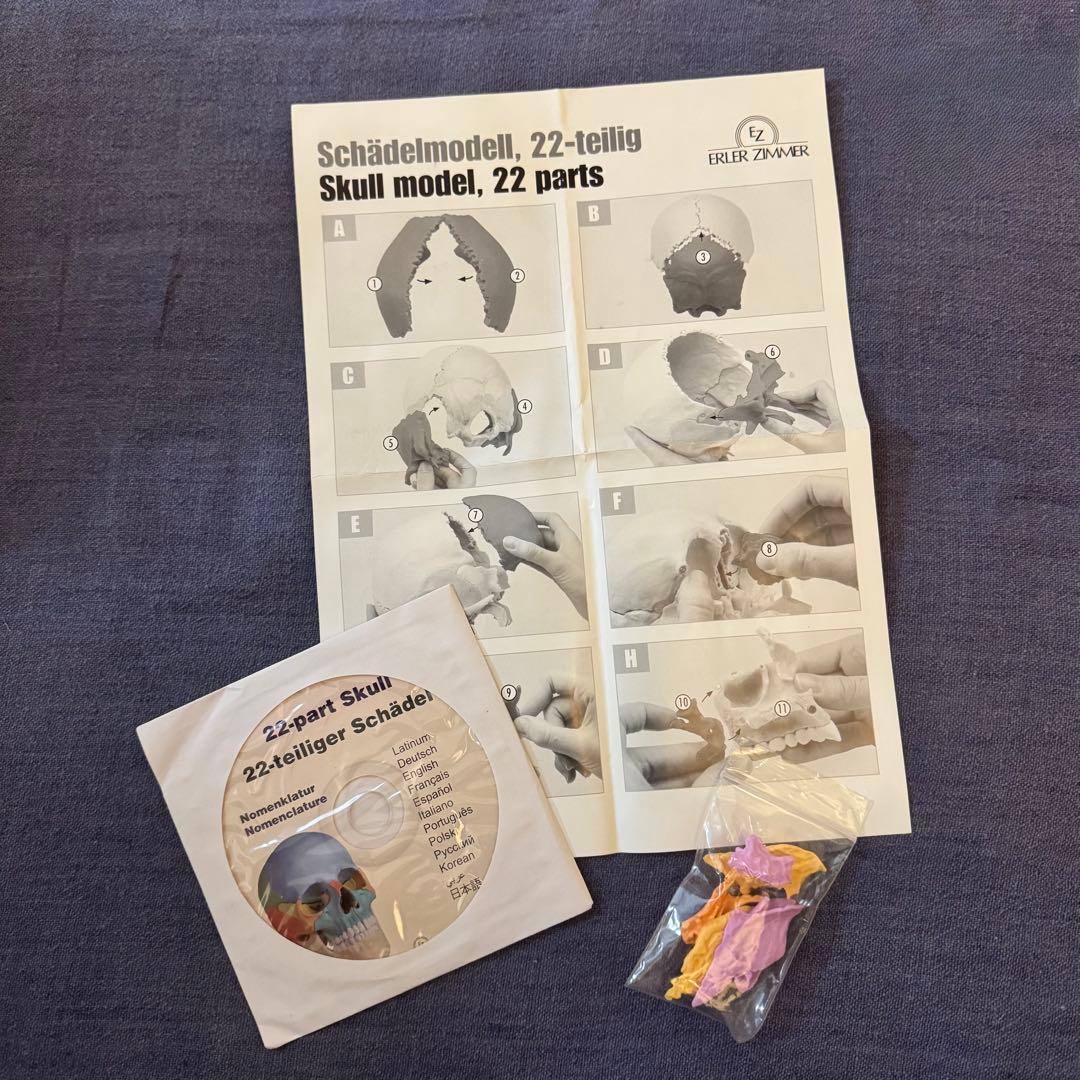 Schädelmodell, 22-teilig
Skull model, 22 parts
EZ
ERLER ZIMMER
A
1
2
B
3
C
4
5
D
6
E
7
F
8
9
H
10
11
22-part Skull
22-teiliger Schädel
Nomenklatur
Nomenclature
Latinum
Deutsch
English
Français
Español
Italiano
Português
Polski
Русский
Korean
عربي
日本語